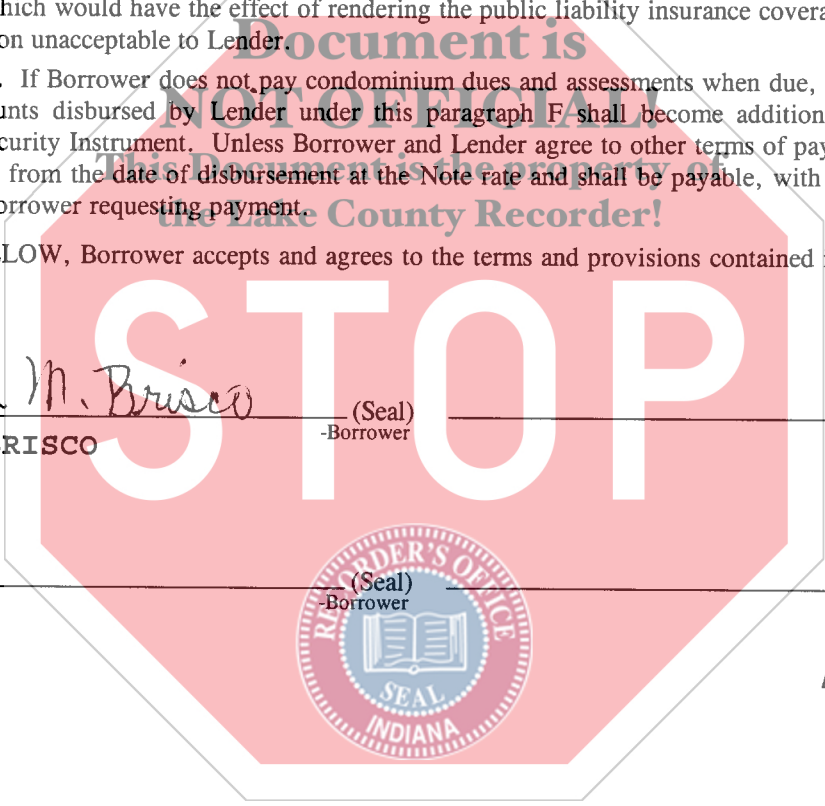 hich would have the effect of rendering the public liability insurance covera
on unacceptable to Lender.
Document is
. If Borrower does not pay condominium dues and assessments when due,
NOT OFFICIAL!
unts disbursed by Lender under this paragraph F shall become addition
curity Instrument. Unless Borrower and Lender agree to other terms of pay
This Document is the property of
from the date of disbursement at the Note rate and shall be payable, with
the Lake County Recorder!
orrower requesting payment.
LOW, Borrower accepts and agrees to the terms and provisions contained
STOP
M. Brisco
(Seal)
-Borrower
RISCO
(Seal)
-Borrower
RECORDER'S OFFICE
SEAL
INDIANA